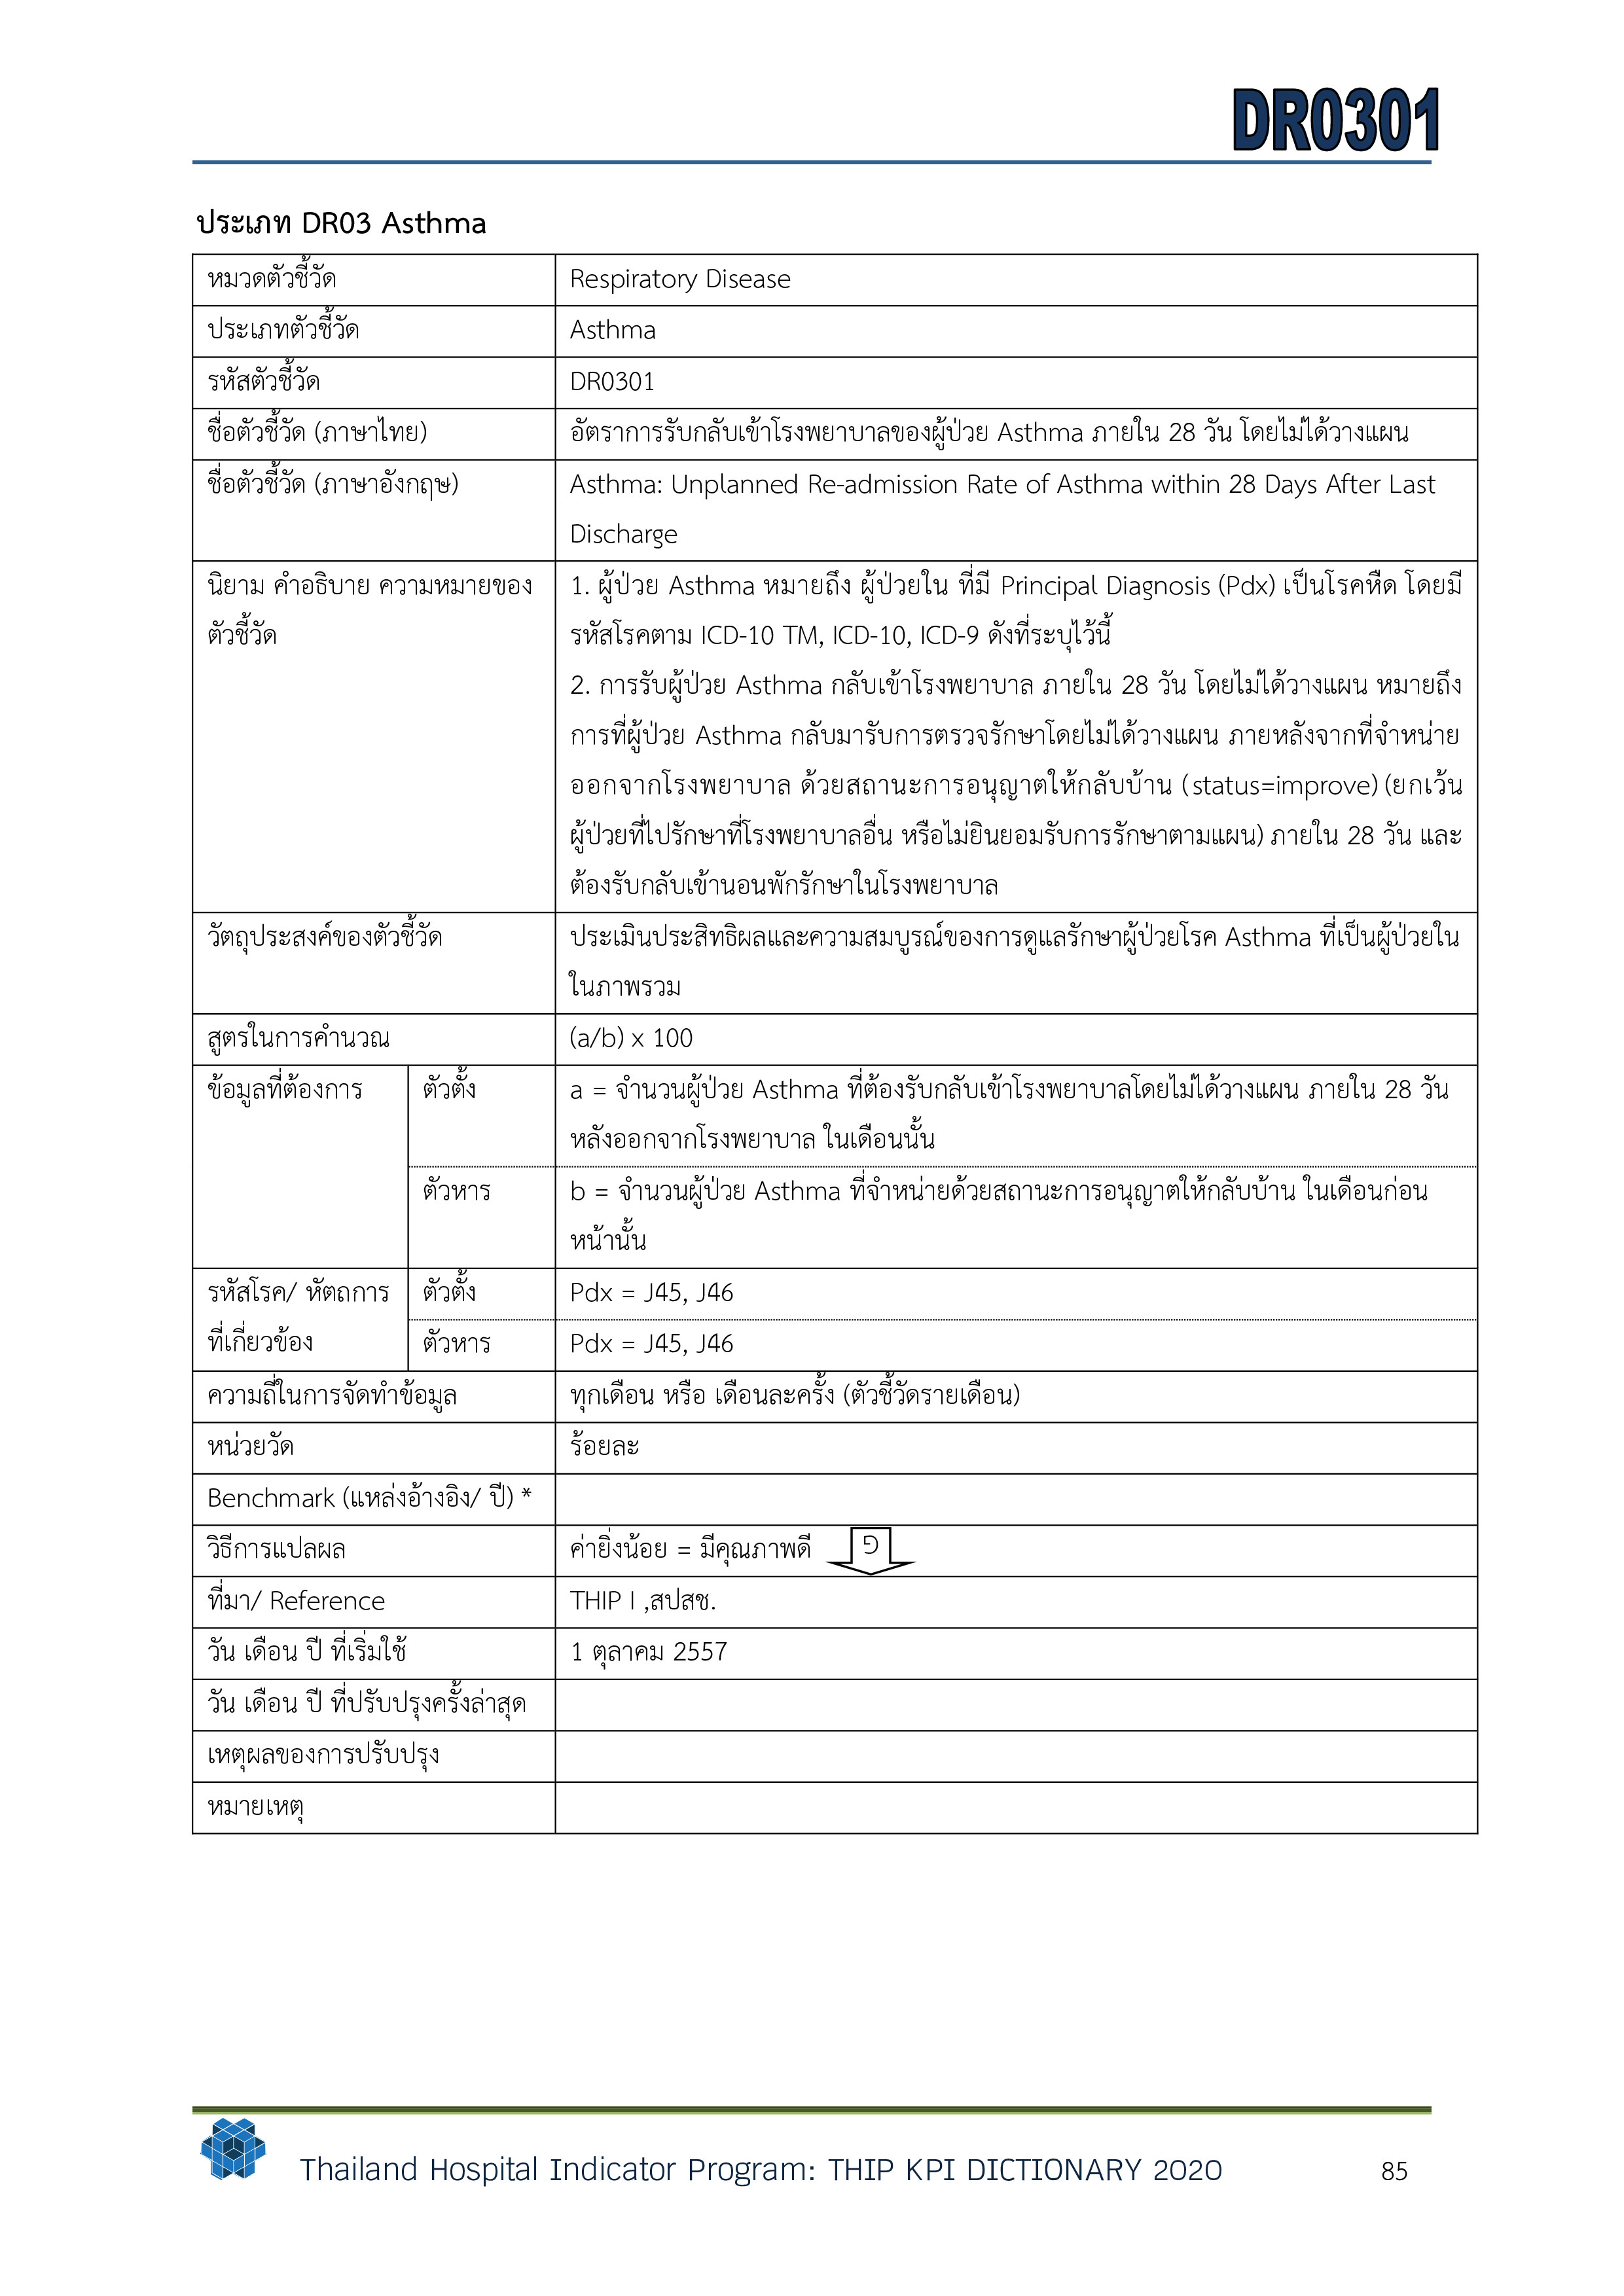 DR0301
ประเภท DR03 Asthma
หมวดตัวชี้วัด Respiratory Disease
ประเภทตัวชี้วัด Asthma
รหัสตัวชี้วัด DR0301
ชื่อตัวชี้วัด (ภาษาไทย) อัตราการรับกลับเข้าโรงพยาบาลของผู้ป่วย Asthma ภายใน 28 วัน โดยไม่ได้วางแผน
ชื่อตัวชี้วัด (ภาษาอังกฤษ) Asthma: Unplanned Re-admission Rate of Asthma within 28 Days After Last
Discharge
นิยาม คำอธิบาย ความหมายของ
ตัวชี้วัด
1. ผู้ป่วย Asthma หมายถึง ผู้ป่วยใน ที่มี Principal Diagnosis (Pdx) เป็นโรคหืด โดยมี
รหัสโรคตาม ICD-10 TM, ICD-10, ICD-9 ดังที่ระบุไว้นี้
2. การรับผู้ป่วย Asthma กลับเข้าโรงพยาบาล ภายใน 28 วัน โดยไม่ได้วางแผน หมายถึง
การที่ผู้ป่วย Asthma กลับมารับการตรวจรักษาโดยไม่ได้วางแผน ภายหลังจากที่จำหน่าย
ออกจากโรงพยาบาล ด้วยสถานะการอนุญาตให้กลับบ้าน (status=improve) (ยกเว้น
ผู้ป่วยที่ไปรักษาที่โรงพยาบาลอื่น หรือไม่ยินยอมรับการรักษาตามแผน) ภายใน 28 วัน และ
ต้องรับกลับเข้านอนพักรักษาในโรงพยาบาล
วัตถุประสงค์ของตัวชี้วัด ประเมินประสิทธิผลและความสมบูรณ์ของการดูแลรักษาผู้ป่วยโรค Asthma ที่เป็นผู้ป่วยใน
ในภาพรวม
สูตรในการคำนวณ (a/b) x 100
ข้อมูลที่ต้องการ ตัวตั้ง a = จำนวนผู้ป่วย Asthma ที่ต้องรับกลับเข้าโรงพยาบาลโดยไม่ได้วางแผน ภายใน 28 วัน
หลังออกจากโรงพยาบาล ในเดือนนั้น
ตัวหาร b = จำนวนผู้ป่วย Asthma ที่จำหน่ายด้วยสถานะการอนุญาตให้กลับบ้าน ในเดือนก่อน
หน้านั้น
รหัสโรค/ หัตถการ ตัวตั้ง Pdx = J45, J46
ที่เกี่ยวข้อง ตัวหาร Pdx = J45, J46
ความถี่ในการจัดทำข้อมูล ทุกเดือน หรือ เดือนละครั้ง (ตัวชี้วัดรายเดือน)
หน่วยวัด ร้อยละ
Benchmark (แหล่งอ้างอิง/ ปี) *
วิธีการแปลผล ค่ายิ่งน้อย = มีคุณภาพดี
ที่มา/ Reference THIP I ,สปสช.
วัน เดือน ปี ที่เริ่มใช้ 1 ตุลาคม 2557
วัน เดือน ปี ที่ปรับปรุงครั้งล่าสุด
เหตุผลของการปรับปรุง
หมายเหตุ
Thailand Hospital Indicator Program: THIP KPI DICTIONARY 2020 85